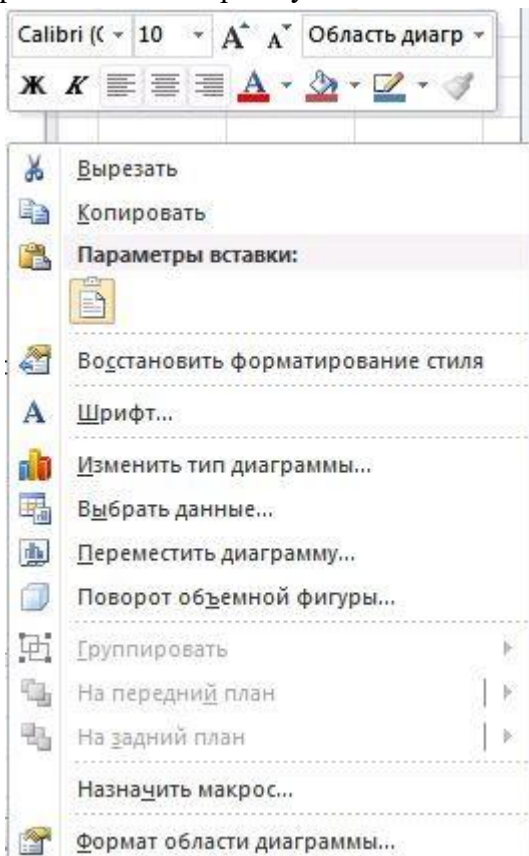 Calibri (( 10 А А Область диагр
Ж К А
Вырезать
Копировать
Параметры вставки:
Восстановить форматирование стиля
А Шрифт...
Изменить тип диаграммы...
Выбрать данные...
Переместить диаграмму...
Поворот объемной фигуры...
Группировать
На передний план
На задний план
Назначить макрос...
Формат области диаграммы...